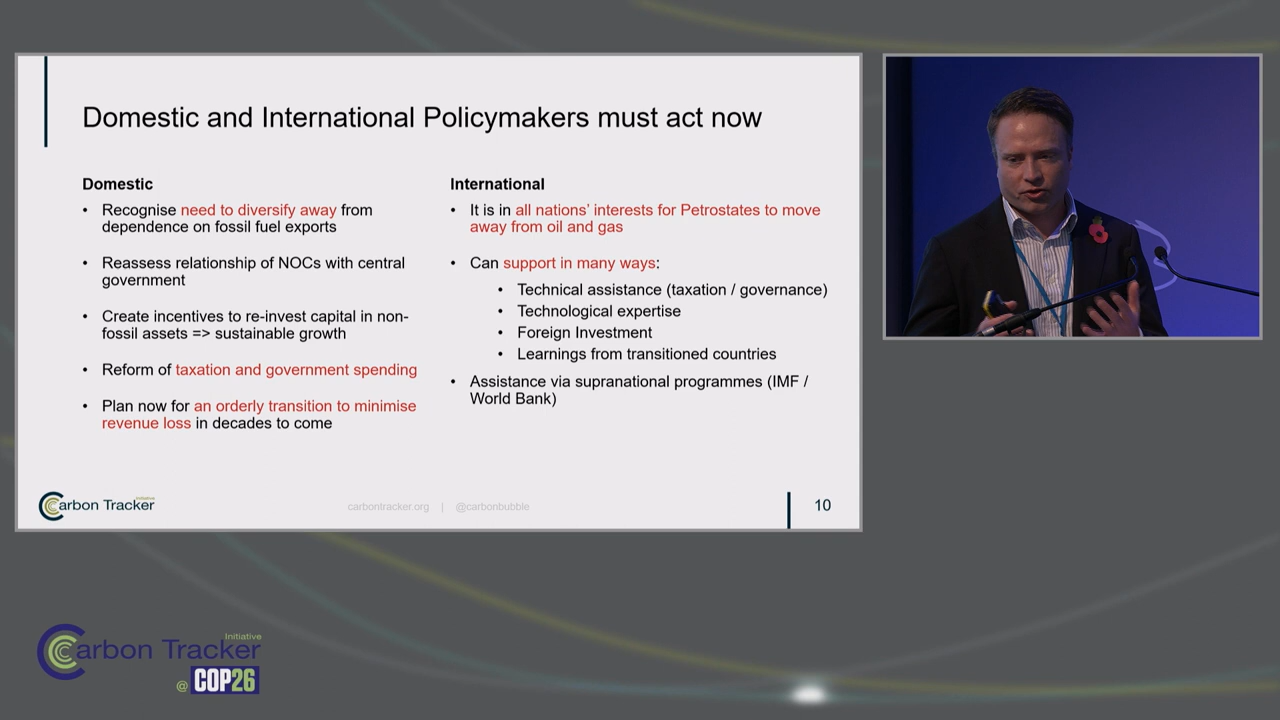 Domestic and International Policymakers must act now
Domestic
• Recognise need to diversify away from
dependence on fossil fuel exports
• Reassess relationship of NOCs with central
government
• Create incentives to re-invest capital in non-
fossil assets => sustainable growth
• Reform of taxation and government spending
• Plan now for an orderly transition to minimise
revenue loss in decades to come
International
• It is in all nations' interests for Petrostates to move
away from oil and gas
• Can support in many ways:
• Technical assistance (taxation / governance)
• Technological expertise
• Foreign Investment
• Learnings from transitioned countries
• Assistance via supranational programmes (IMF /
World Bank)
Carbon Tracker Initiative
carbontracker.org | @carbonbubble
10
Carbon Tracker Initiative
@ COP26